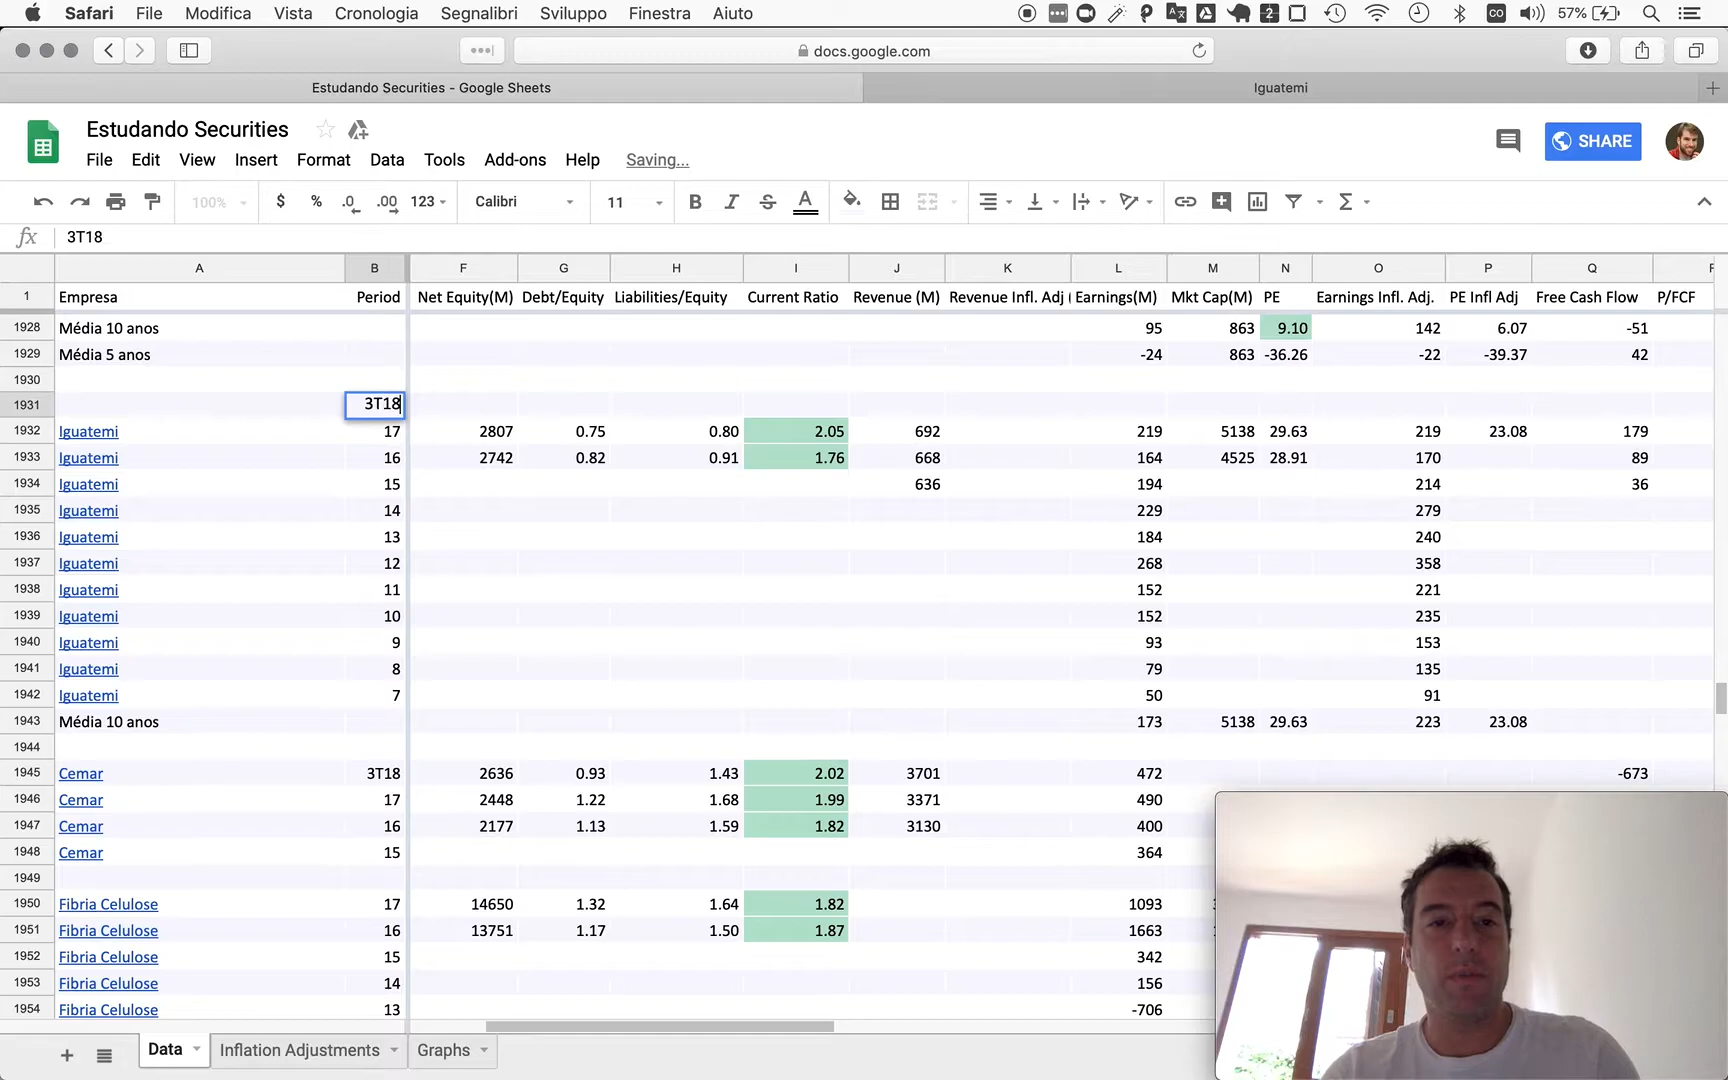 Safari File Modifica Vista Cronologia Segnalibri Sviluppo Finestra Aiuto 2 CO 57%
docs.google.com
Estudando Securities - Google Sheets Iguatemi
Estudando Securities
SHARE
File Edit View Insert Format Data Tools Add-ons Help Saving...
100% $ % .0 .00 123 Calibri 11 B I S A Σ
fx 3T18
A B F G H I J K L M N O P Q
1 Empresa Period Net Equity(M) Debt/Equity Liabilities/Equity Current Ratio Revenue (M) Revenue Infl. Adj ( Earnings(M) Mkt Cap(M) PE Earnings Infl. Adj. PE Infl Adj Free Cash Flow P/FCF
1928 Média 10 anos 95 863 9.10 142 6.07 -51
1929 Média 5 anos -24 863 -36.26 -22 -39.37 42
1930
1931 3T18
1932 Iguatemi 17 2807 0.75 0.80 2.05 692 219 5138 29.63 219 23.08 179
1933 Iguatemi 16 2742 0.82 0.91 1.76 668 164 4525 28.91 170 89
1934 Iguatemi 15 636 194 214 36
1935 Iguatemi 14 229 279
1936 Iguatemi 13 184 240
1937 Iguatemi 12 268 358
1938 Iguatemi 11 152 221
1939 Iguatemi 10 152 235
1940 Iguatemi 9 93 153
1941 Iguatemi 8 79 135
1942 Iguatemi 7 50 91
1943 Média 10 anos 173 5138 29.63 223 23.08
1944
1945 Cemar 3T18 2636 0.93 1.43 2.02 3701 472 -673
1946 Cemar 17 2448 1.22 1.68 1.99 3371 490
1947 Cemar 16 2177 1.13 1.59 1.82 3130 400
1948 Cemar 15 364
1949
1950 Fibria Celulose 17 14650 1.32 1.64 1.82 1093
1951 Fibria Celulose 16 13751 1.17 1.50 1.87 1663
1952 Fibria Celulose 15 342
1953 Fibria Celulose 14 156
1954 Fibria Celulose 13 -706
Data Inflation Adjustments Graphs